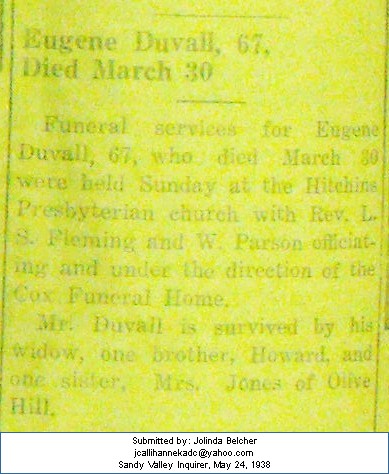 Eugene Duvall, 67,
Died March 30
Funeral services for Eugene
Duvall, 67, who died March 30
were held Sunday at the Hitchins
Presbyterian church with Rev. L.
S. Fleming and W. Parson officiat-
ing and under the direction of the
Cox Funeral Home.
Mr. Duvall is survived by his
widow, one brother, Howard, and
one sister, Mrs. Jones of Olive
Hill.
Submitted by: Jolinda Belcher
jcallihannekadc@yahoo.com
Sandy Valley Inquirer, May 24, 1938